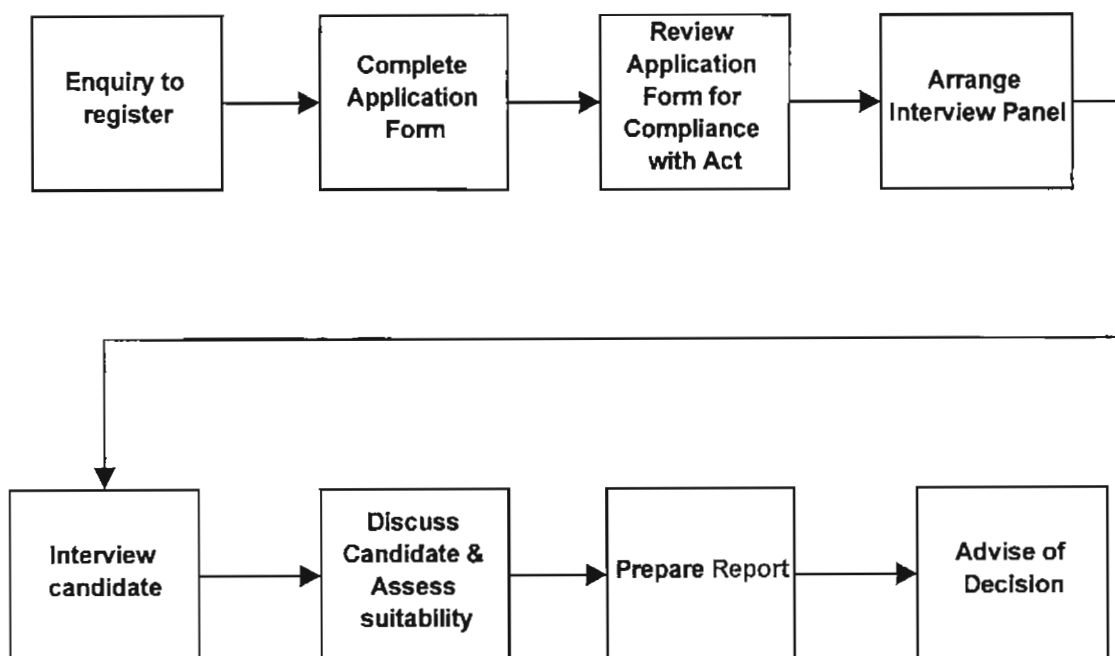 Enquiry to
register
Complete
Application
Form
Review
Application
Form for
Compliance
with Act
Arrange
Interview Panel
Interview
candidate
Discuss
Candidate &
Assess
suitability
Prepare Report
Advise of
Decision